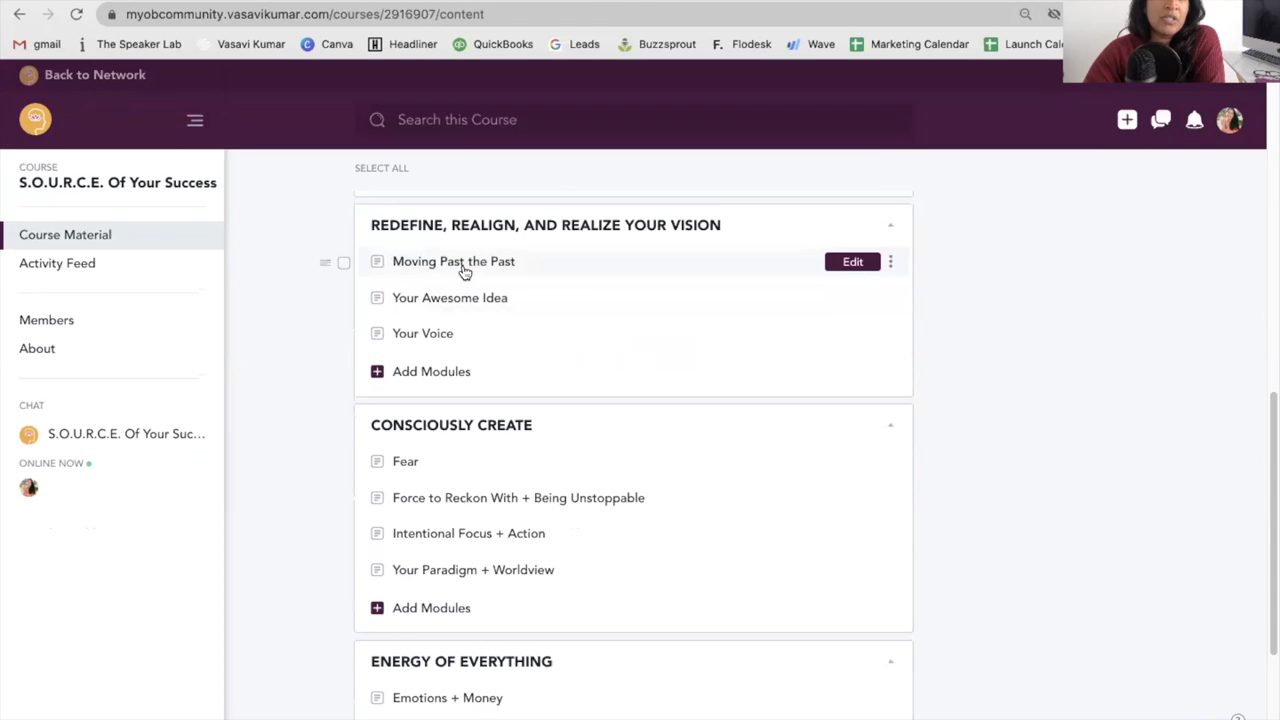 myobcommunity.vasavikumar.com/courses/2916907/content
gmail The Speaker Lab Vasavi Kumar Canva Headliner QuickBooks Leads Buzzsprout F. Flodesk Wave Marketing Calendar Launch Cale
Back to Network
Search this Course
COURSE
S.O.U.R.C.E. Of Your Success
Course Material
Activity Feed
Members
About
CHAT
S.O.U.R.C.E. Of Your Suc...
ONLINE NOW
SELECT ALL
REDEFINE, REALIGN, AND REALIZE YOUR VISION
Moving Past the Past Edit
Your Awesome Idea
Your Voice
Add Modules
CONSCIOUSLY CREATE
Fear
Force to Reckon With + Being Unstoppable
Intentional Focus + Action
Your Paradigm + Worldview
Add Modules
ENERGY OF EVERYTHING
Emotions + Money